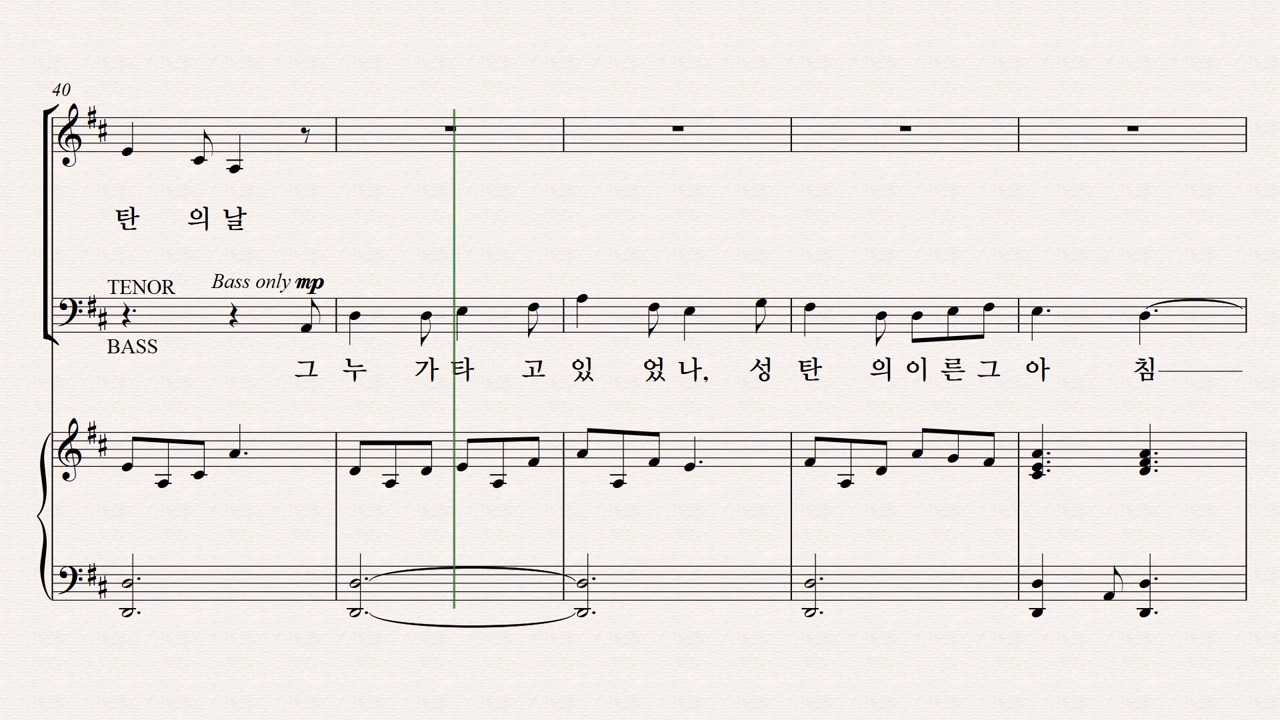 40
탄 의 날
TENOR Bass only mp
BASS
그 누 가 타 고 있 었 나, 성 탄 의 이 른 그 아 침